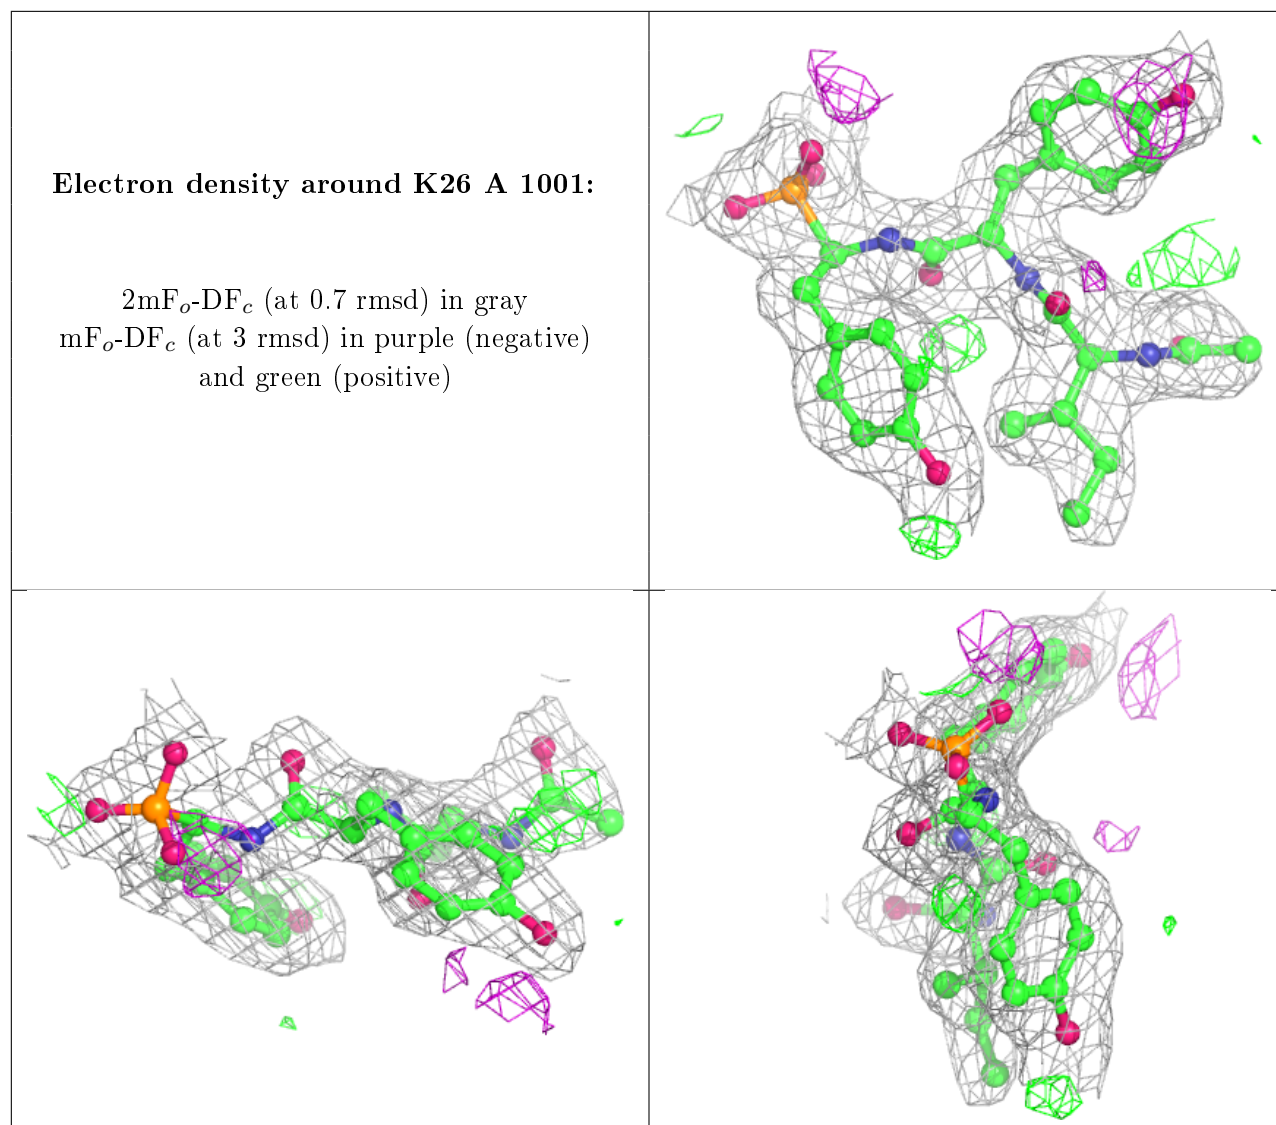 Electron density around K26 A 1001:
2mFo-DFc (at 0.7 rmsd) in gray
mFo-DFc (at 3 rmsd) in purple (negative)
and green (positive)